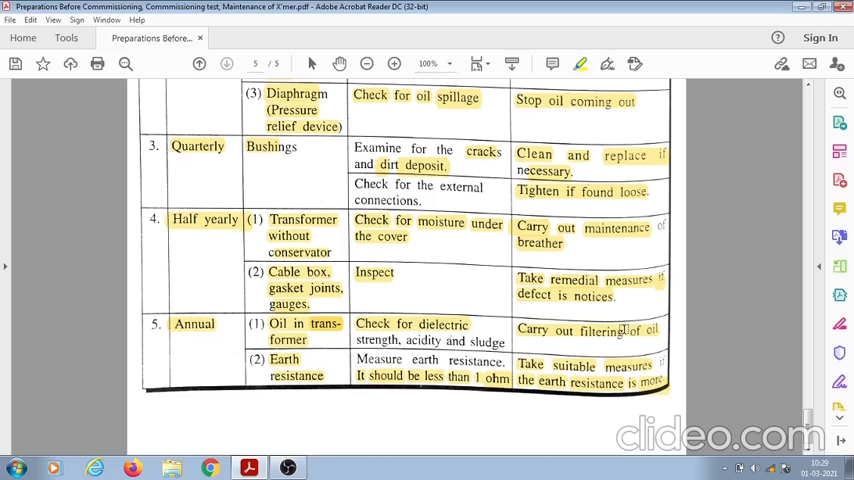 Preparations Before Commmissioning, Commmissioning test, Maintenance of X'mer.pdf - Adobe Acrobat Reader DC (32-bit)
File Edit View Sign Window Help
Home Tools Preparations Before... × Sign In
5 / 5 100%
(3) Diaphragm Check for oil spillage Stop oil coming out
(Pressure
relief device)
3. Quarterly Bushings Examine for the cracks Clean and replace if
and dirt deposit. necessary.
Check for the external Tighten if found loose.
connections.
4. Half yearly (1) Transformer Check for moisture under Carry out maintenance of
without the cover breather
conservator
(2) Cable box, Inspect Take remedial measures if
gasket joints, defect is notices.
gauges.
5. Annual (1) Oil in trans- Check for dielectric Carry out filtering of oil
former strength, acidity and sludge
(2) Earth Measure earth resistance. Take suitable measures if
resistance It should be less than 1 ohm the earth resistance is more
clideo.com
10:29
01-03-2021